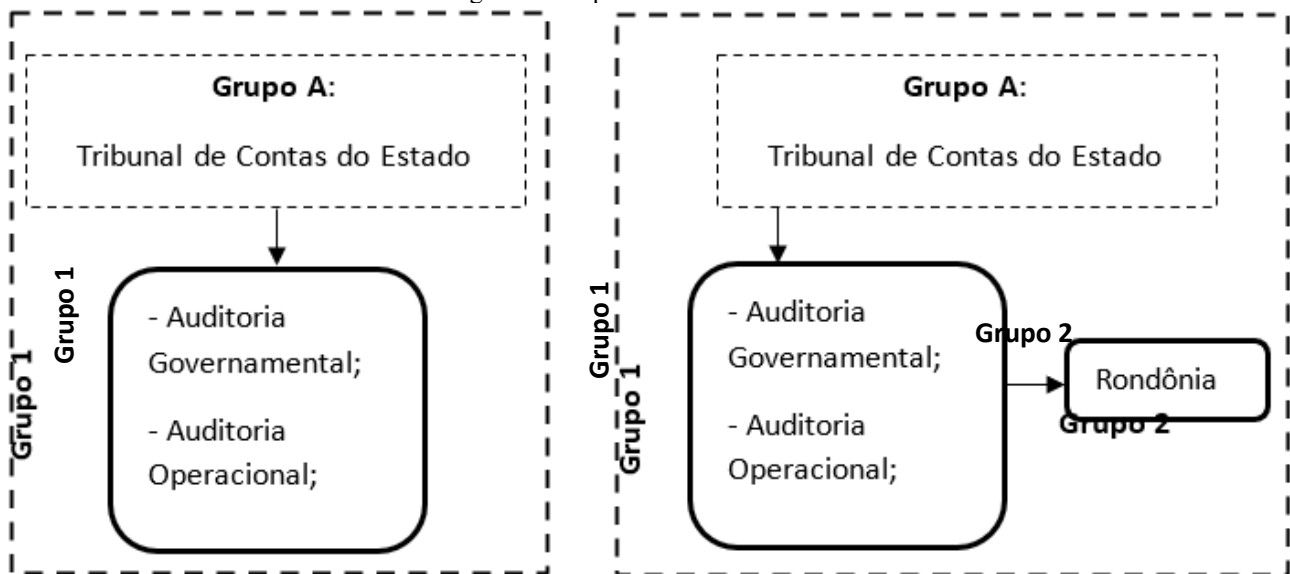 Grupo A:
Tribunal de Contas do Estado
Grupo 1
Grupo 1
- Auditoria
Governamental;
- Auditoria
Operacional;
Grupo A:
Tribunal de Contas do Estado
Grupo 1
Grupo 1
- Auditoria
Governamental;
- Auditoria
Operacional;
Grupo 2
Rondônia
Grupo 2